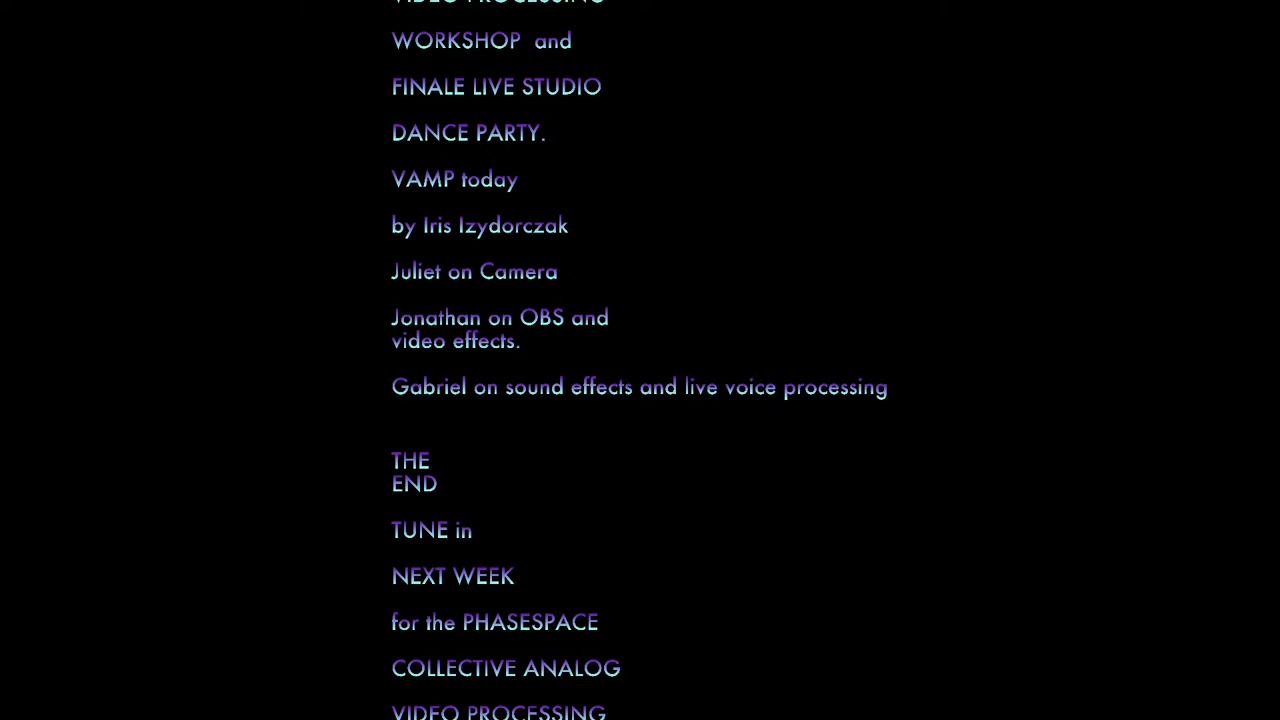 VIDEO PROCESSING
WORKSHOP and
FINALE LIVE STUDIO
DANCE PARTY.
VAMP today
by Iris Izydorczak
Juliet on Camera
Jonathan on OBS and
video effects.
Gabriel on sound effects and live voice processing
THE
END
TUNE in
NEXT WEEK
for the PHASESPACE
COLLECTIVE ANALOG
VIDEO PROCESSING